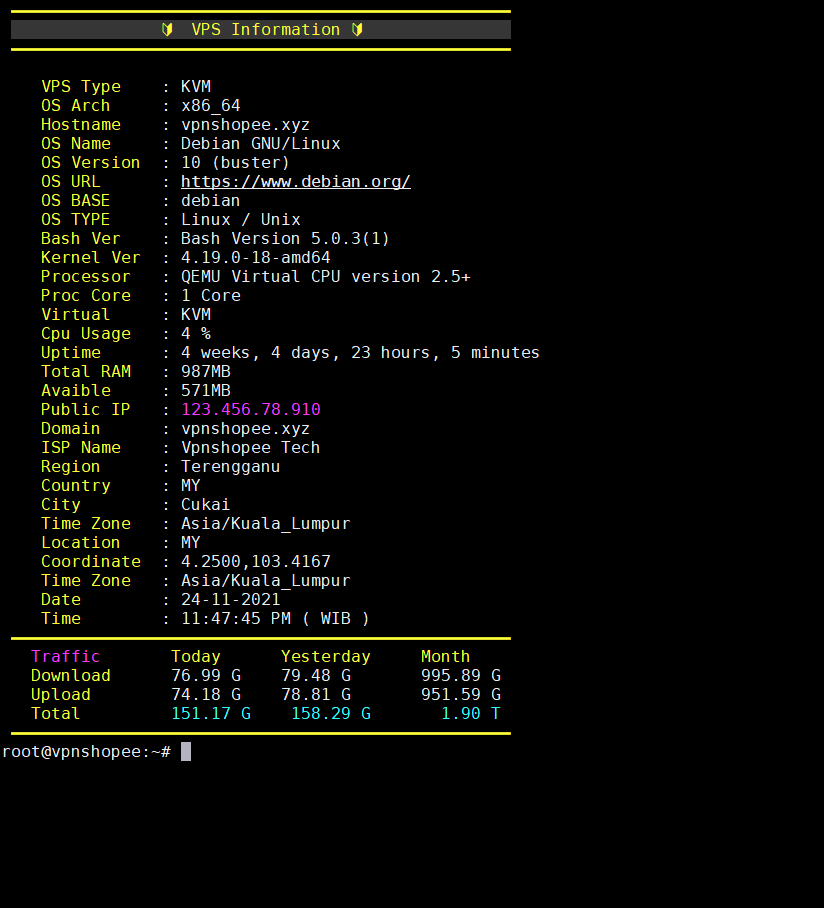 🔰 VPS Information 🔰
VPS Type : KVM
OS Arch : x86_64
Hostname : vpnshopee.xyz
OS Name : Debian GNU/Linux
OS Version : 10 (buster)
OS URL : https://www.debian.org/
OS BASE : debian
OS TYPE : Linux / Unix
Bash Ver : Bash Version 5.0.3(1)
Kernel Ver : 4.19.0-18-amd64
Processor : QEMU Virtual CPU version 2.5+
Proc Core : 1 Core
Virtual : KVM
Cpu Usage : 4 %
Uptime : 4 weeks, 4 days, 23 hours, 5 minutes
Total RAM : 987MB
Avaible : 571MB
Public IP : 123.456.78.910
Domain : vpnshopee.xyz
ISP Name : Vpnshopee Tech
Region : Terengganu
Country : MY
City : Cukai
Time Zone : Asia/Kuala_Lumpur
Location : MY
Coordinate : 4.2500,103.4167
Time Zone : Asia/Kuala_Lumpur
Date : 24-11-2021
Time : 11:47:45 PM ( WIB )
Traffic Today Yesterday Month
Download 76.99 G 79.48 G 995.89 G
Upload 74.18 G 78.81 G 951.59 G
Total 151.17 G 158.29 G 1.90 T
root@vpnshopee:~#